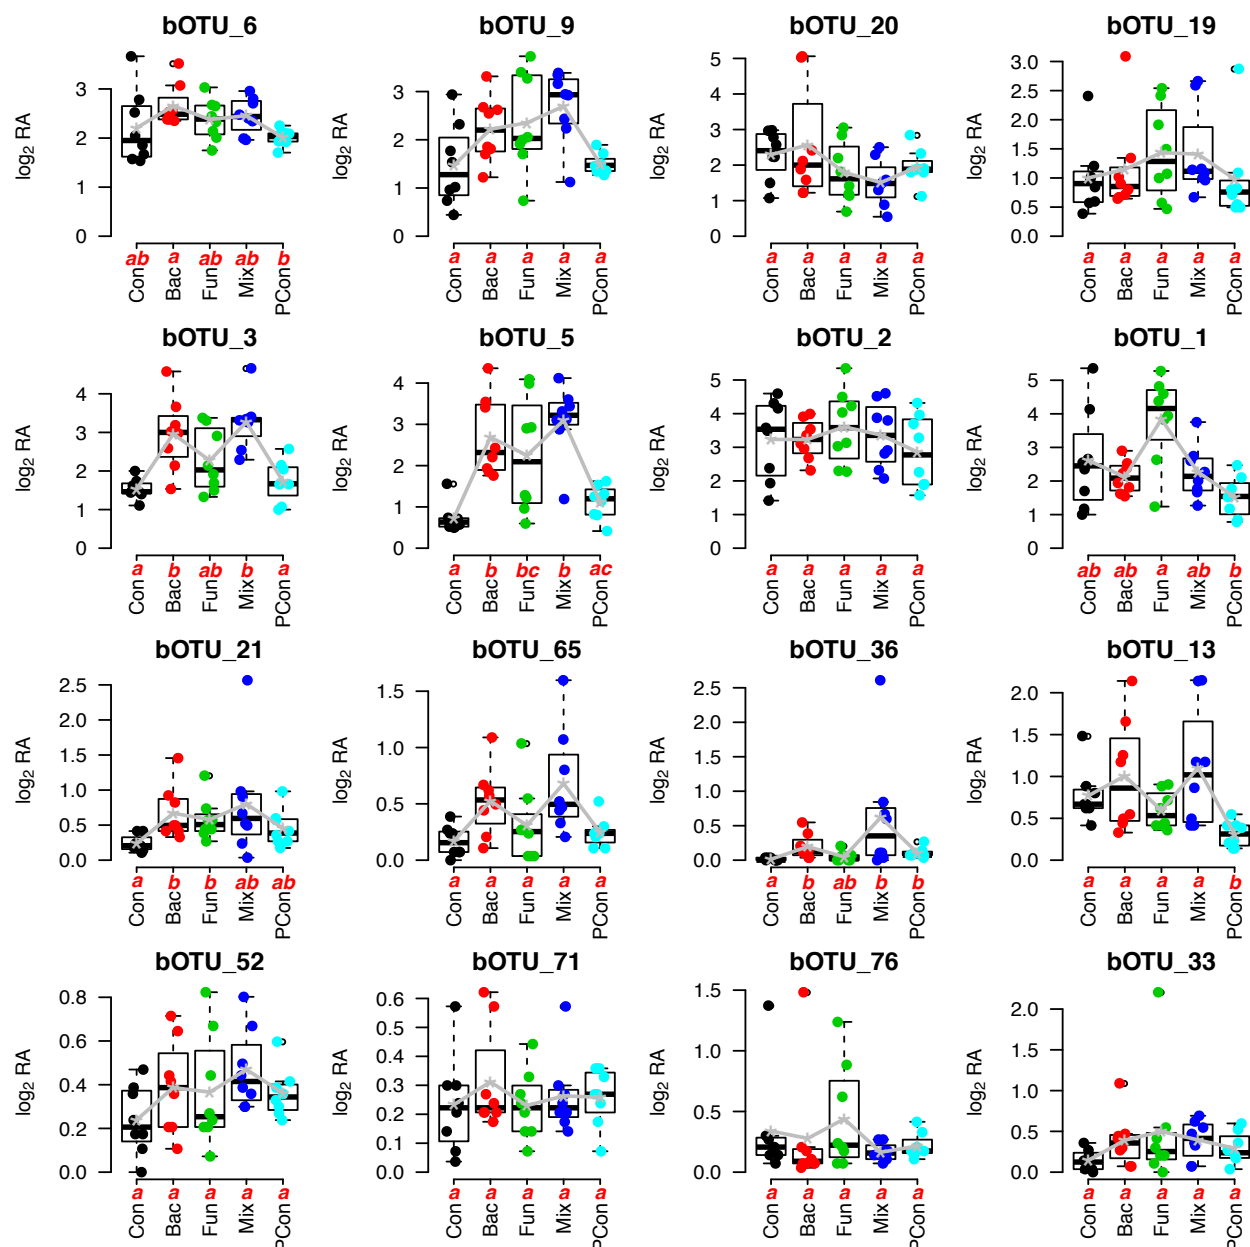 bOTU_6 bOTU_9 bOTU_20 bOTU_19
log2 RA log2 RA log2 RA log2 RA
3 3 5 3.0
2.5
4
2 2 3 2.0
1.5
1 1 2 1.0
1 0.5
0 0 0 0.0
ab a ab ab b a a a a a a a a a a a a a a a
Con Bac Fun Mix PCon Con Bac Fun Mix PCon Con Bac Fun Mix PCon Con Bac Fun Mix PCon
bOTU_3 bOTU_5 bOTU_2 bOTU_1
log2 RA log2 RA log2 RA log2 RA
4 4 5 5
3 3 4 4
3 3
2 2 2 2
1 1 1 1
0 0 0 0
a b ab b a a b bc b ac a a a a a ab ab a ab b
Con Bac Fun Mix PCon Con Bac Fun Mix PCon Con Bac Fun Mix PCon Con Bac Fun Mix PCon
bOTU_21 bOTU_65 bOTU_36 bOTU_13
log2 RA log2 RA log2 RA log2 RA
2.5 1.5 2.5 2.0
2.0 2.0 1.5
1.5 1.0 1.5
1.0 1.0 1.0
0.5 0.5 0.5 0.5
0.0 0.0 0.0 0.0
a b b ab ab a a a a a a b ab b b a a a a b
Con Bac Fun Mix PCon Con Bac Fun Mix PCon Con Bac Fun Mix PCon Con Bac Fun Mix PCon
bOTU_52 bOTU_71 bOTU_76 bOTU_33
log2 RA log2 RA log2 RA log2 RA
0.8 0.6 1.5 2.0
0.5
0.6 0.4 1.0 1.5
0.4 0.3 1.0
0.2 0.2 0.5 0.5
0.1
0.0 0.0 0.0 0.0
a a a a a a a a a a a a a a a a a a a a
Con Bac Fun Mix PCon Con Bac Fun Mix PCon Con Bac Fun Mix PCon Con Bac Fun Mix PCon